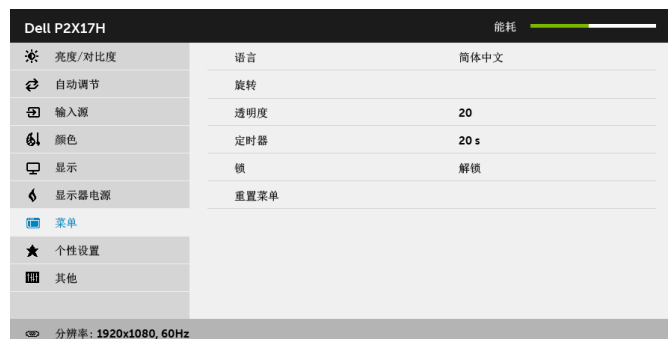 Dell P2X17H 能耗
亮度/对比度 语言 简体中文
自动调节 旋转
输入源 透明度 20
颜色 定时器 20 s
显示 锁 解锁
显示器电源 重置菜单
菜单
个性设置
其他
分辨率: 1920x1080, 60Hz